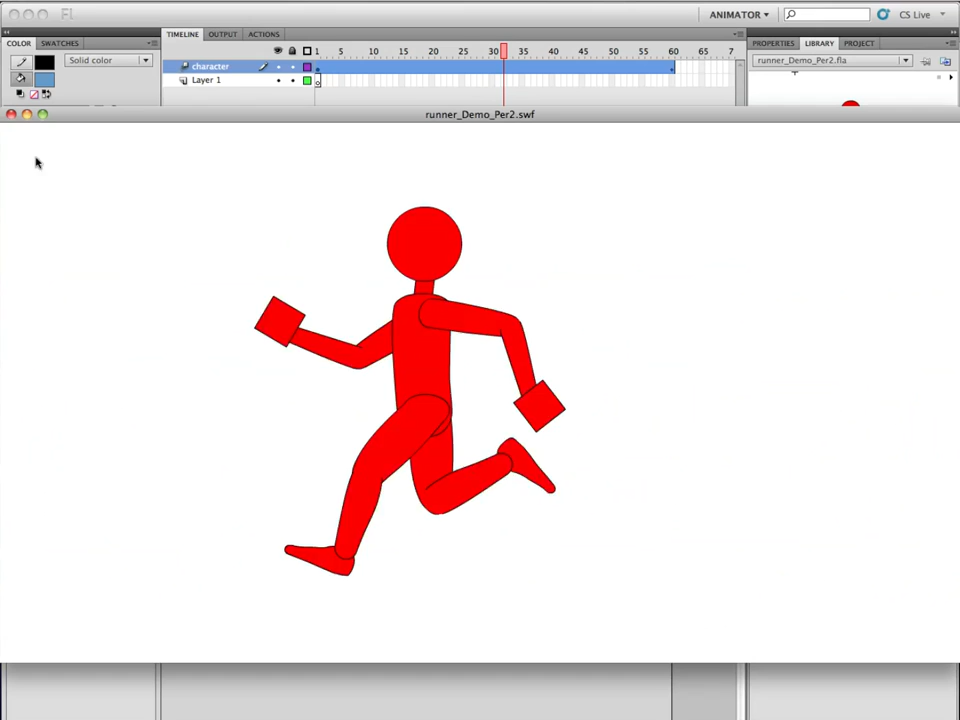 Fl
ANIMATOR
CS Live
COLOR
SWATCHES
TIMELINE
OUTPUT
ACTIONS
PROPERTIES
LIBRARY
PROJECT
1 5 10 15 20 25 30 35 40 45 50 55 60 65 7
Solid color
character
Layer 1
runner_Demo_Per2.fla
runner_Demo_Per2.swf